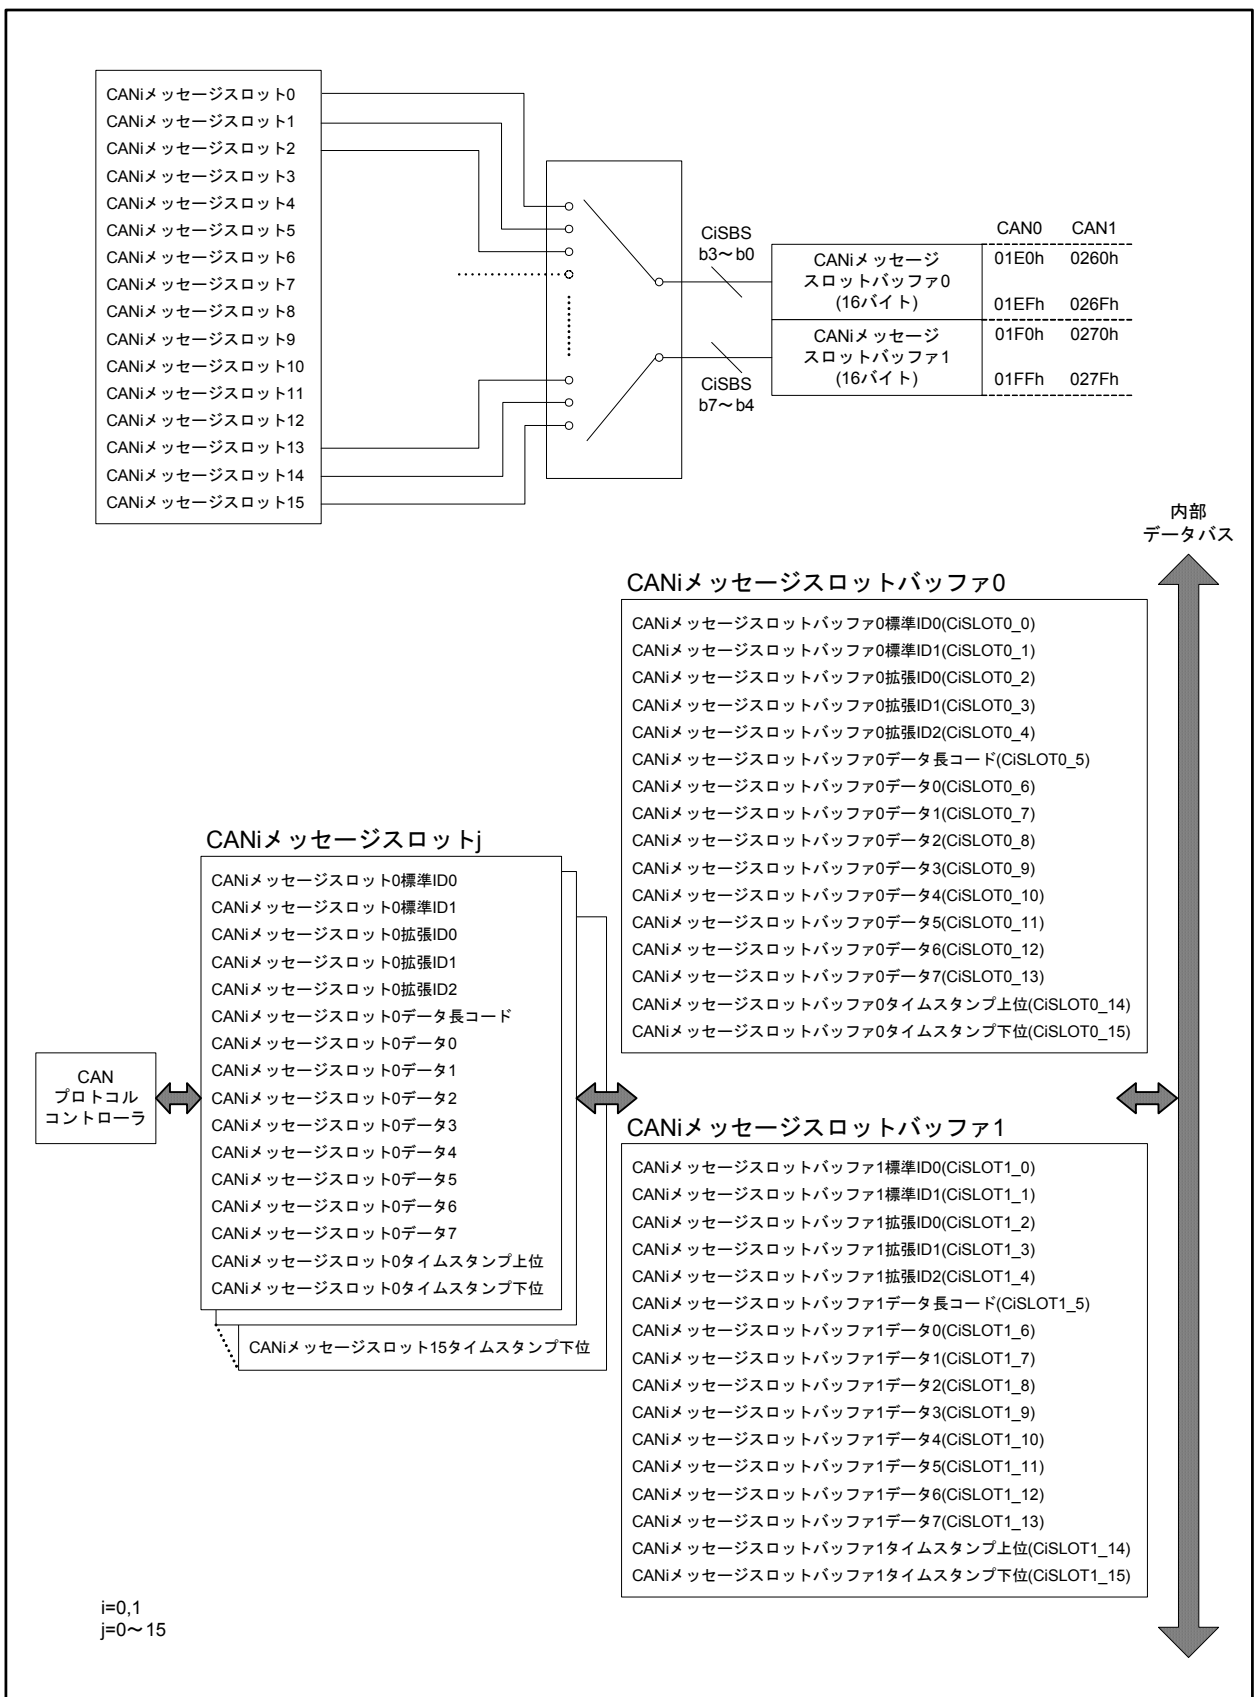 CANiメッセージスロット0
CANiメッセージスロット1
CANiメッセージスロット2
CANiメッセージスロット3
CANiメッセージスロット4
CANiメッセージスロット5
CANiメッセージスロット6
CANiメッセージスロット7
CANiメッセージスロット8
CANiメッセージスロット9
CANiメッセージスロット10
CANiメッセージスロット11
CANiメッセージスロット12
CANiメッセージスロット13
CANiメッセージスロット14
CANiメッセージスロット15
CiSBS
b3～b0
CiSBS
b7～b4
CANiメッセージ
スロットバッファ0
(16バイト)
CANiメッセージ
スロットバッファ1
(16バイト)
CAN0 CAN1
01E0h 0260h
01EFh 026Fh
01F0h 0270h
01FFh 027Fh
内部
データバス
CANiメッセージスロットバッファ0
CANiメッセージスロットバッファ0標準ID0(CiSLOT0_0)
CANiメッセージスロットバッファ0標準ID1(CiSLOT0_1)
CANiメッセージスロットバッファ0拡張ID0(CiSLOT0_2)
CANiメッセージスロットバッファ0拡張ID1(CiSLOT0_3)
CANiメッセージスロットバッファ0拡張ID2(CiSLOT0_4)
CANiメッセージスロットバッファ0データ長コード(CiSLOT0_5)
CANiメッセージスロットバッファ0データ0(CiSLOT0_6)
CANiメッセージスロットバッファ0データ1(CiSLOT0_7)
CANiメッセージスロットバッファ0データ2(CiSLOT0_8)
CANiメッセージスロットバッファ0データ3(CiSLOT0_9)
CANiメッセージスロットバッファ0データ4(CiSLOT0_10)
CANiメッセージスロットバッファ0データ5(CiSLOT0_11)
CANiメッセージスロットバッファ0データ6(CiSLOT0_12)
CANiメッセージスロットバッファ0データ7(CiSLOT0_13)
CANiメッセージスロットバッファ0タイムスタンプ上位(CiSLOT0_14)
CANiメッセージスロットバッファ0タイムスタンプ下位(CiSLOT0_15)
CANiメッセージスロットj
CANiメッセージスロット0標準ID0
CANiメッセージスロット0標準ID1
CANiメッセージスロット0拡張ID0
CANiメッセージスロット0拡張ID1
CANiメッセージスロット0拡張ID2
CANiメッセージスロット0データ長コード
CANiメッセージスロット0データ0
CANiメッセージスロット0データ1
CANiメッセージスロット0データ2
CANiメッセージスロット0データ3
CANiメッセージスロット0データ4
CANiメッセージスロット0データ5
CANiメッセージスロット0データ6
CANiメッセージスロット0データ7
CANiメッセージスロット0タイムスタンプ上位
CANiメッセージスロット0タイムスタンプ下位
CANiメッセージスロット15タイムスタンプ下位
CAN
プロトコル
コントローラ
CANiメッセージスロットバッファ1
CANiメッセージスロットバッファ1標準ID0(CiSLOT1_0)
CANiメッセージスロットバッファ1標準ID1(CiSLOT1_1)
CANiメッセージスロットバッファ1拡張ID0(CiSLOT1_2)
CANiメッセージスロットバッファ1拡張ID1(CiSLOT1_3)
CANiメッセージスロットバッファ1拡張ID2(CiSLOT1_4)
CANiメッセージスロットバッファ1データ長コード(CiSLOT1_5)
CANiメッセージスロットバッファ1データ0(CiSLOT1_6)
CANiメッセージスロットバッファ1データ1(CiSLOT1_7)
CANiメッセージスロットバッファ1データ2(CiSLOT1_8)
CANiメッセージスロットバッファ1データ3(CiSLOT1_9)
CANiメッセージスロットバッファ1データ4(CiSLOT1_10)
CANiメッセージスロットバッファ1データ5(CiSLOT1_11)
CANiメッセージスロットバッファ1データ6(CiSLOT1_12)
CANiメッセージスロットバッファ1データ7(CiSLOT1_13)
CANiメッセージスロットバッファ1タイムスタンプ上位(CiSLOT1_14)
CANiメッセージスロットバッファ1タイムスタンプ下位(CiSLOT1_15)
i=0,1
j=0～15